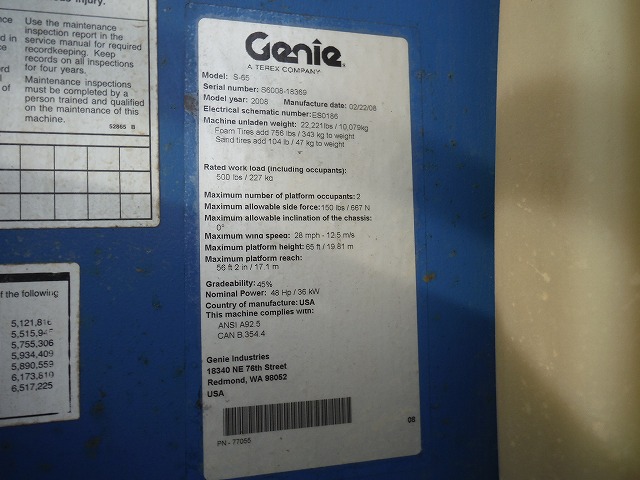 Use the maintenance
inspection report in the
service manual for required
recordkeeping. Keep
records on all inspections
for four years.
Maintenance inspections
must be completed by a
person trained and qualified
on the maintenance of this
machine.
52865 B
of the following
5,121,816
5,755,306
5,934,409
5,890,559
6,173,810
6,517,225
Genie
A TEREX COMPANY
Model: S-65
Serial number: S6008-18369
Model year: 2008 Manufacture date: 02/22/08
Electrical schematic number: ES0186
Machine unladen weight: 22,221lbs / 10,079kg
Foam Tires add 756 lbs / 343 kg to weight
Sand tires add 104 lb / 47 kg to weight
Rated work load (including occupants):
500 lbs / 227 kg
Maximum number of platform occupants: 2
Maximum allowable side force: 150 lbs / 667 N
Maximum allowable inclination of the chassis:
0°
Maximum wind speed: 28 mph - 12.5 m/s
Maximum platform height: 65 ft / 19.81 m
Maximum platform reach:
56 ft 2 in / 17.1 m
Gradeability: 45%
Nominal Power: 48 Hp / 36 kW
Country of manufacture: USA
This machine complies with:
ANSI A92.5
CAN B.354.4
Genie Industries
18340 NE 76th Street
Redmond, WA 98052
USA
PN - 77055
08